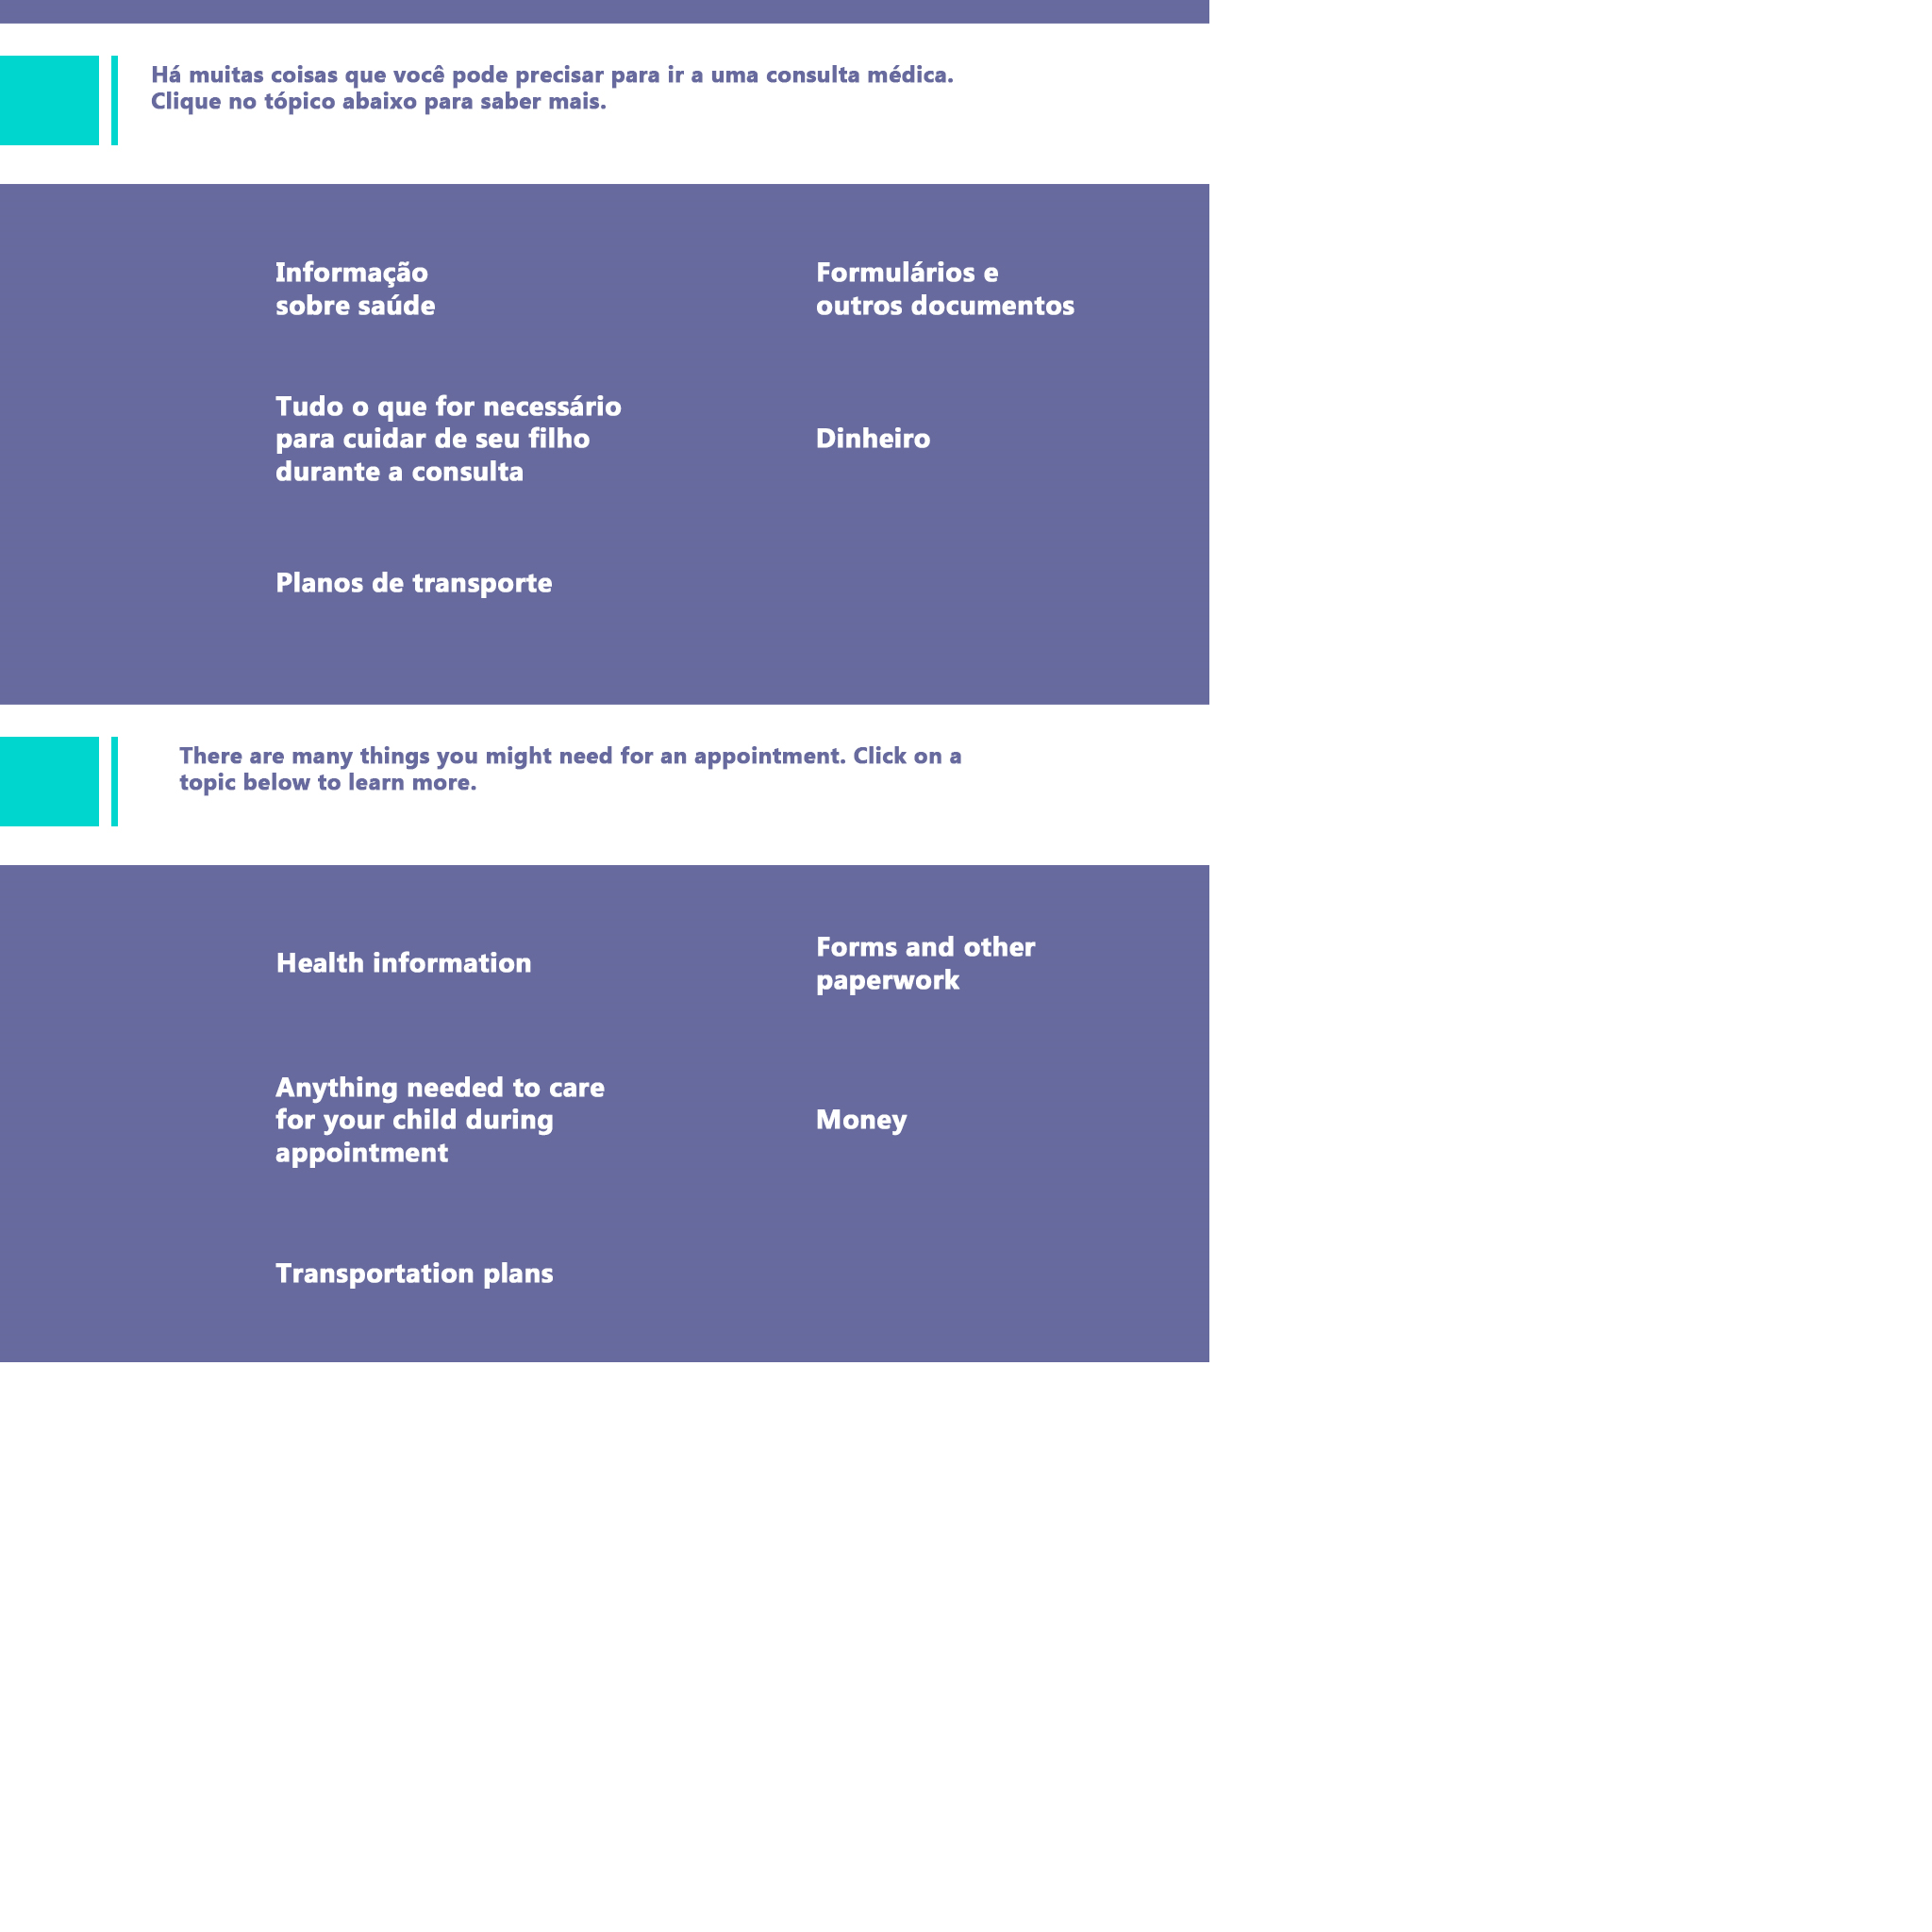 Há muitas coisas que você pode precisar para ir a uma consulta médica.
Clique no tópico abaixo para saber mais.
Informação
sobre saúde
Formulários e
outros documentos
Tudo o que for necessário
para cuidar de seu filho
durante a consulta
Dinheiro
Planos de transporte
There are many things you might need for an appointment. Click on a
topic below to learn more.
Health information
Forms and other
paperwork
Anything needed to care
for your child during
appointment
Money
Transportation plans